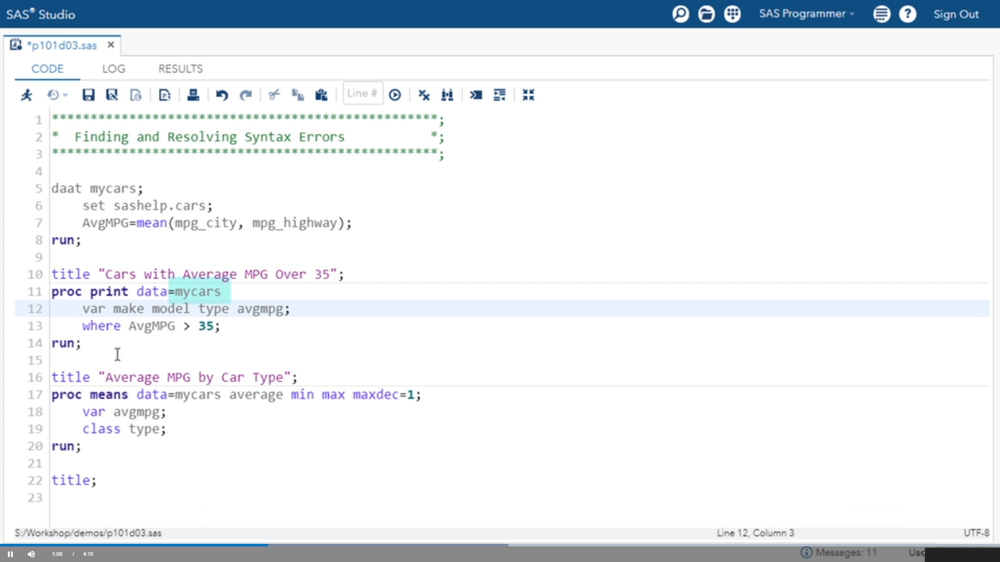 SAS® Studio
SAS Programmer
Sign Out
*p101d03.sas
CODE LOG RESULTS
Line #
1 **************************************************;
2 *  Finding and Resolving Syntax Errors           *;
3 **************************************************;
4
5 daat mycars;
6     set sashelp.cars;
7     AvgMPG=mean(mpg_city, mpg_highway);
8 run;
9
10 title "Cars with Average MPG Over 35";
11 proc print data=mycars
12     var make model type avgmpg;
13     where AvgMPG > 35;
14 run;
15
16 title "Average MPG by Car Type";
17 proc means data=mycars average min max maxdec=1;
18     var avgmpg;
19     class type;
20 run;
21
22 title;
23
S:/Workshop/demos/p101d03.sas
Line 12, Column 3
UTF-8
1:08 / 4:15
Messages: 11